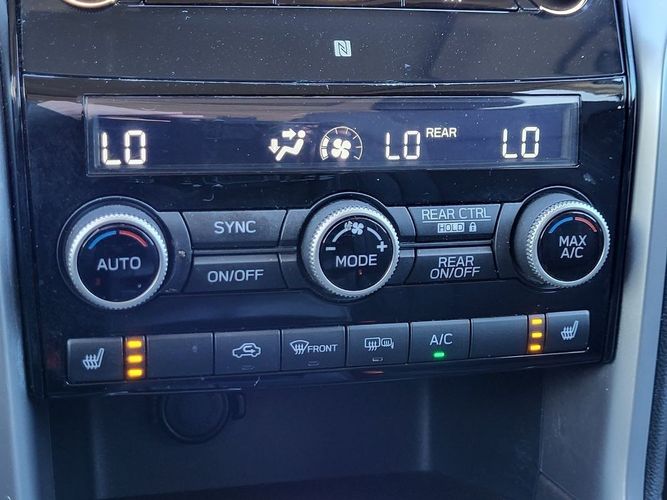 LO LO REAR LO
SYNC
REAR CTRL
HOLD
AUTO
MODE
MAX
A/C
ON/OFF
REAR
ON/OFF
FRONT
A/C